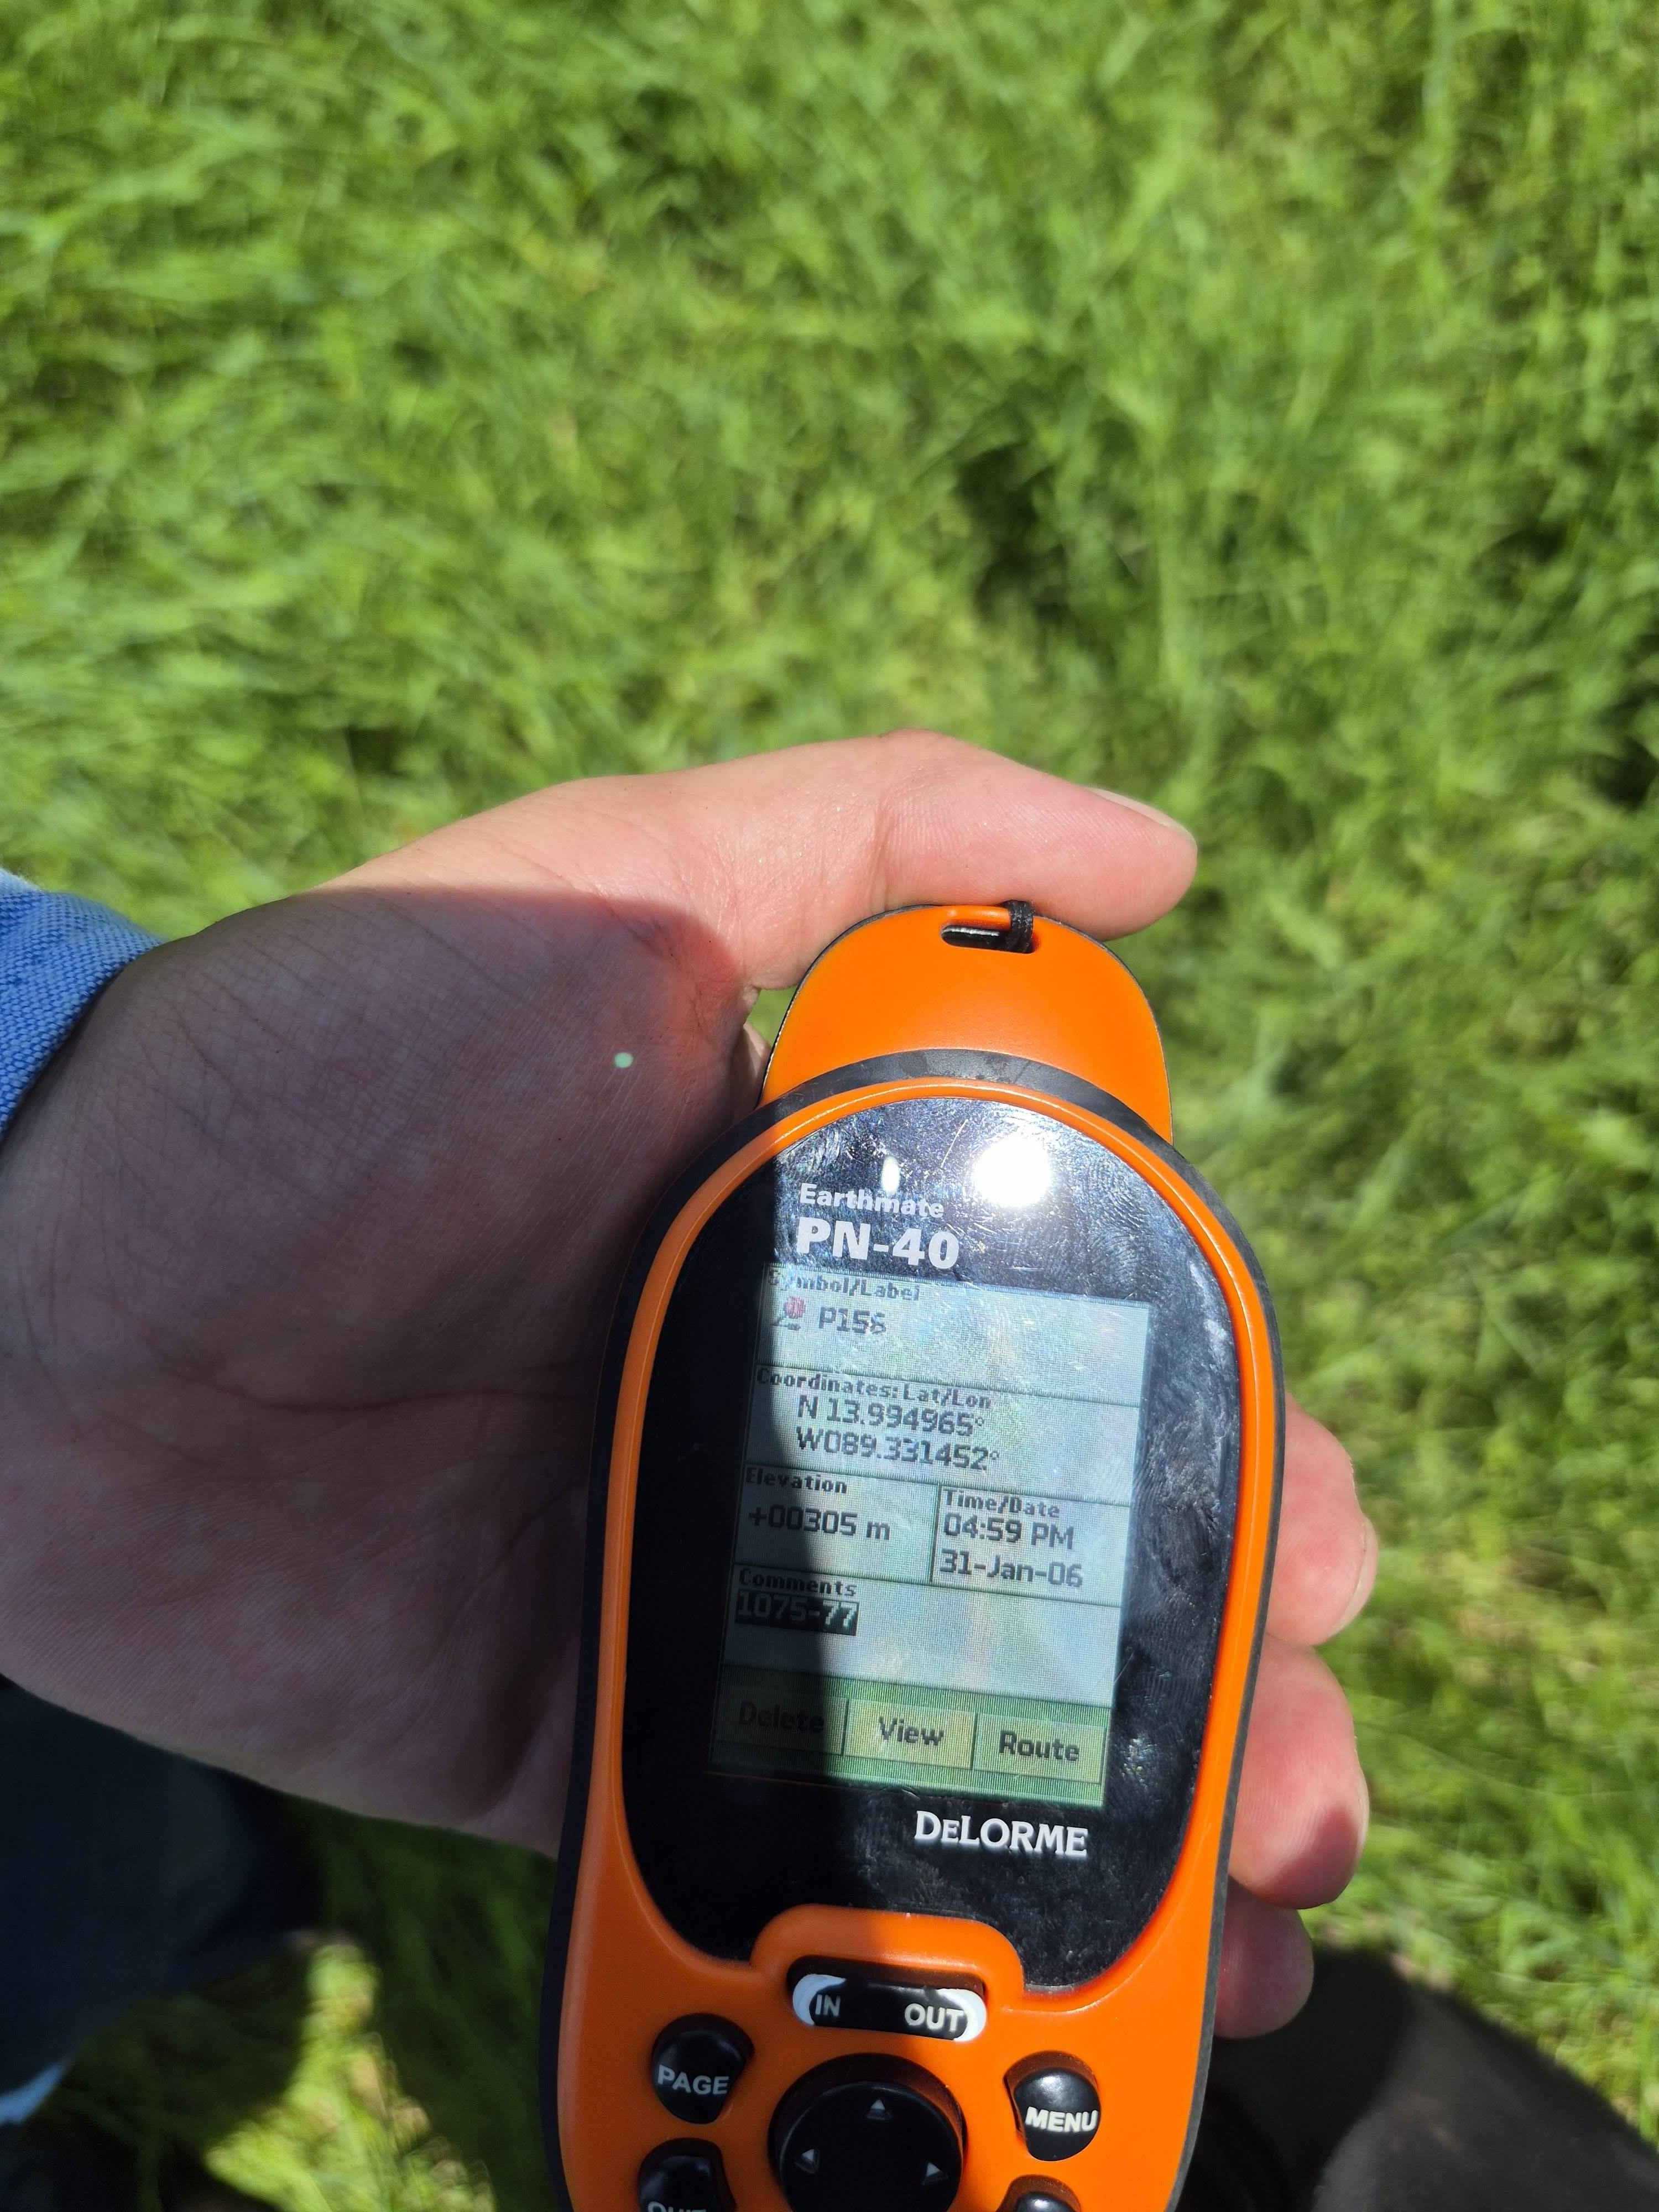 Earthmate
PN-40
Symbol/Label
P156
Coordinates: Lat/Lon
N 13.994965°
W089.331452°
Elevation
+00305 m
Time/Date
04:59 PM
31-Jan-06
Comments
1075-77
Delete
View
Route
DELORME
IN
OUT
PAGE
MENU